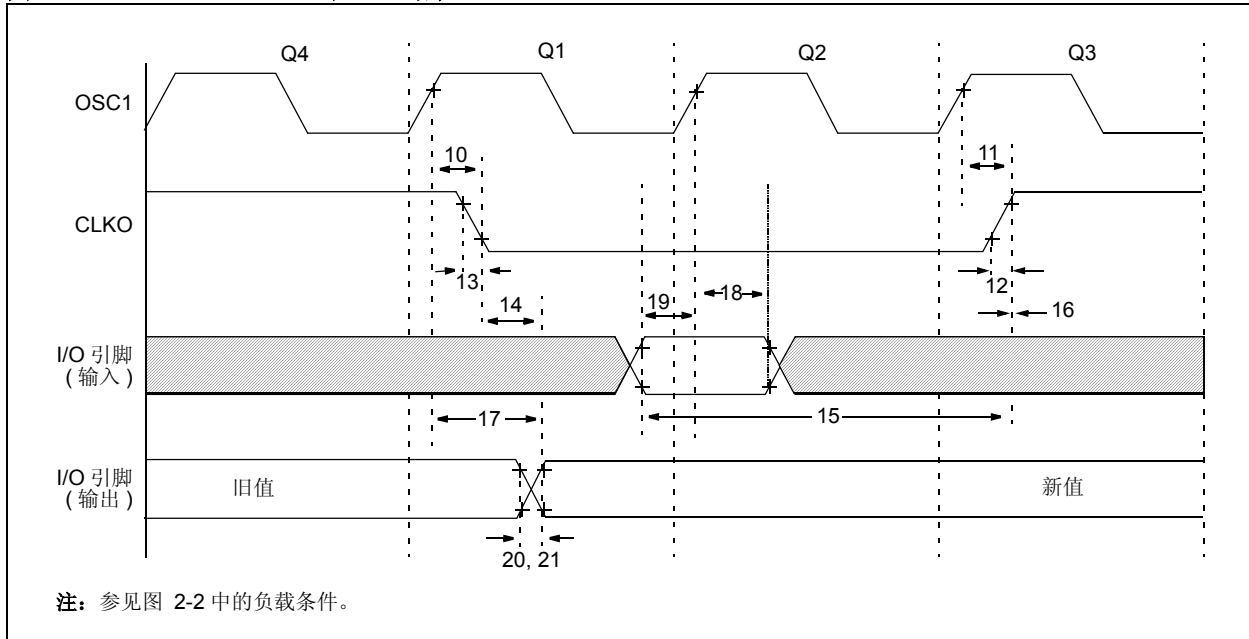 Q4
Q1
Q2
Q3
OSC1
10
11
CLKO
13
12
14
19
18
16
I/O 引脚
( 输入 )
17
15
I/O 引脚
( 输出 )
旧值
新值
20, 21
注: 参见图 2-2 中的负载条件。